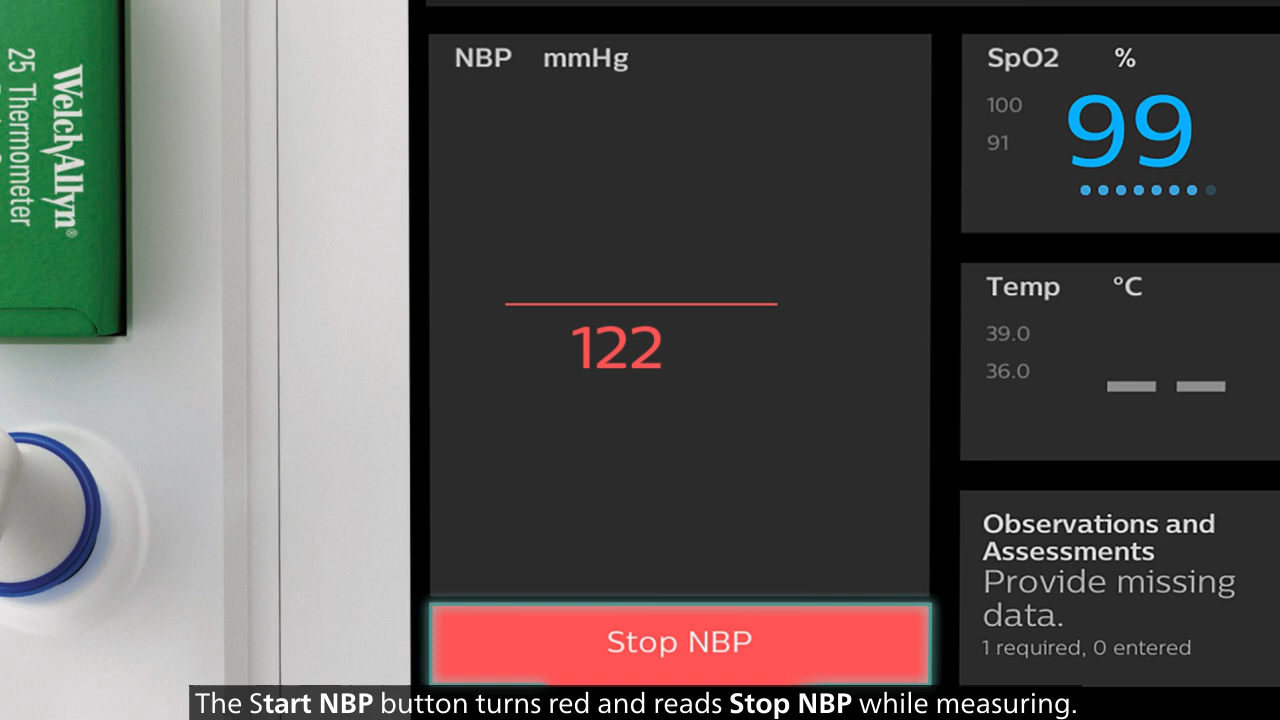 WelchAllyn®
25 Thermometer
NBP mmHg
122
Stop NBP
SpO2 %
100
91
99
Temp °C
39.0
36.0
– –
Observations and
Assessments
Provide missing
data.
1 required, 0 entered
The Start NBP button turns red and reads Stop NBP while measuring.